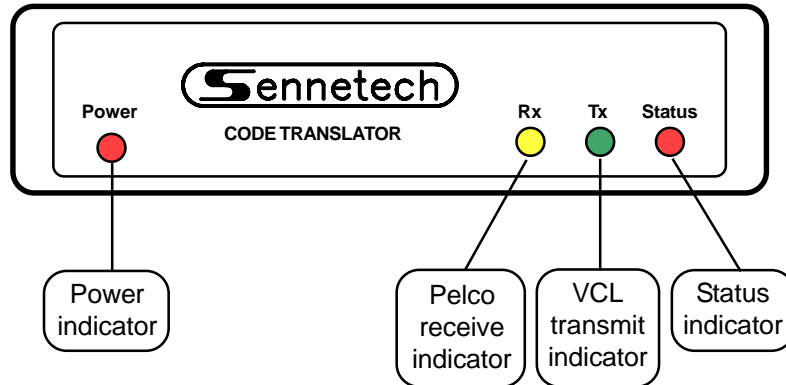 Sennetech
Power
CODE TRANSLATOR
Rx
Tx
Status
Power
indicator
Pelco
receive
indicator
VCL
transmit
indicator
Status
indicator